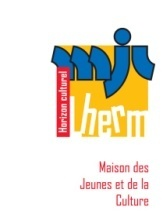 mjc
Horizon culturel
Lherm
Maison des
Jeunes et de la
Culture